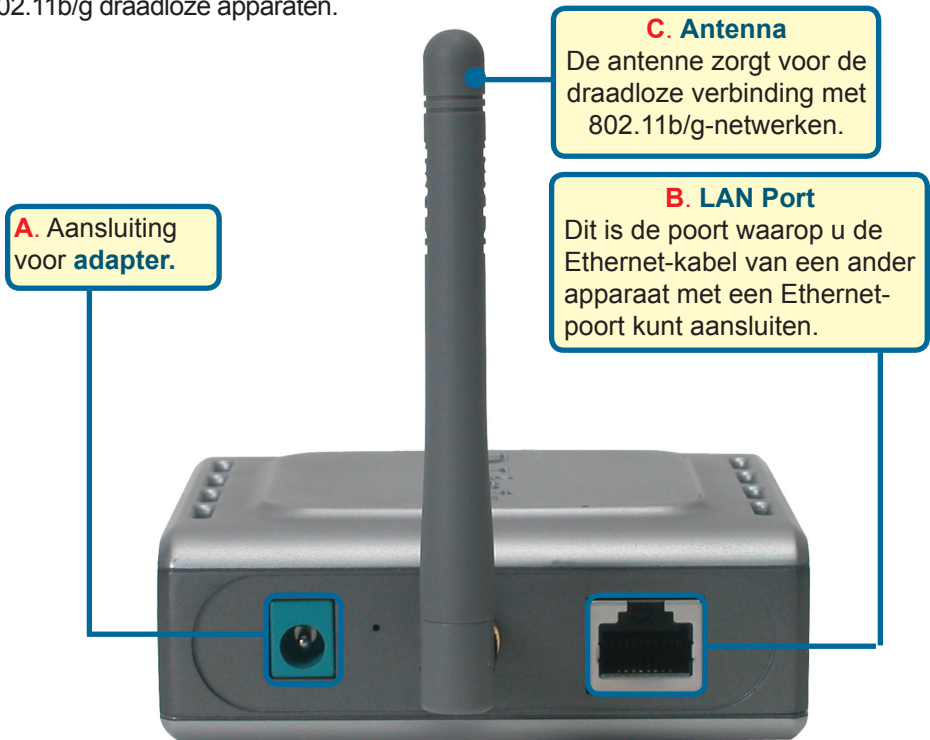 02.11b/g draadloze apparaten.
C. Antenna
De antenne zorgt voor de
draadloze verbinding met
802.11b/g-netwerken.
A. Aansluiting
voor adapter.
B. LAN Port
Dit is de poort waarop u de
Ethernet-kabel van een ander
apparaat met een Ethernet-
poort kunt aansluiten.